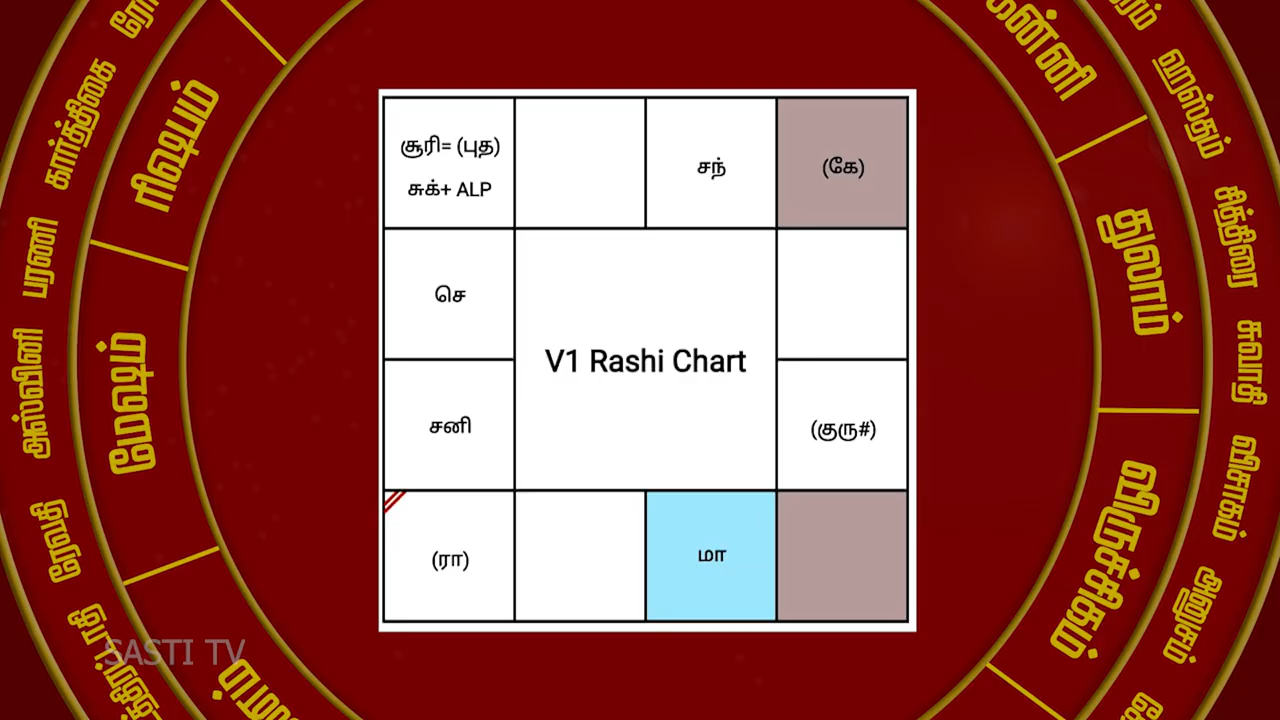 சூரி= (புத)
சுக்+ ALP
சந்
(கே)
செ
V1 Rashi Chart
சனி
(குரு#)
(ரா)
மா
ரிஷபம்
மேஷம்
கன்னி
துலாம்
விருச்சிகம்
கார்த்திகை
பரணி
அஸ்வினி
ரேவதி
ஹஸ்தம்
சித்திரை
சுவாதி
விசாகம்
அனுசம்
SASTI TV